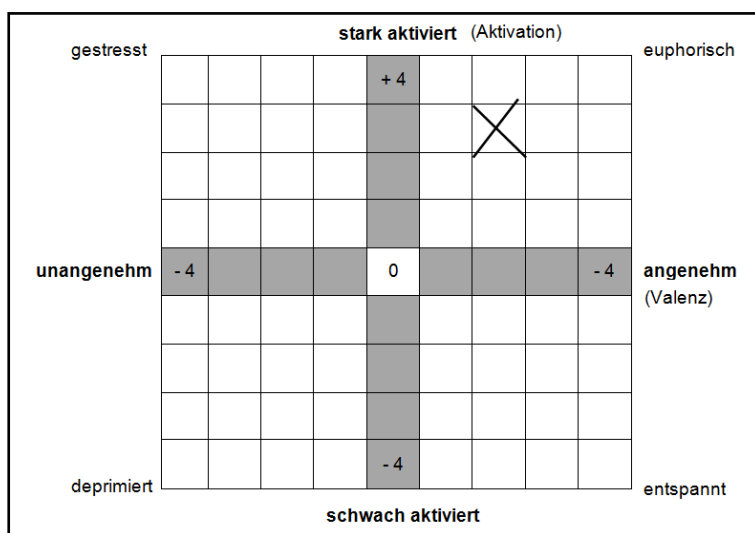 stark aktiviert (Aktivation)
gestresst
euphorisch
+ 4
unangenehm
- 4
0
- 4
angenehm
(Valenz)
- 4
deprimiert
entspannt
schwach aktiviert